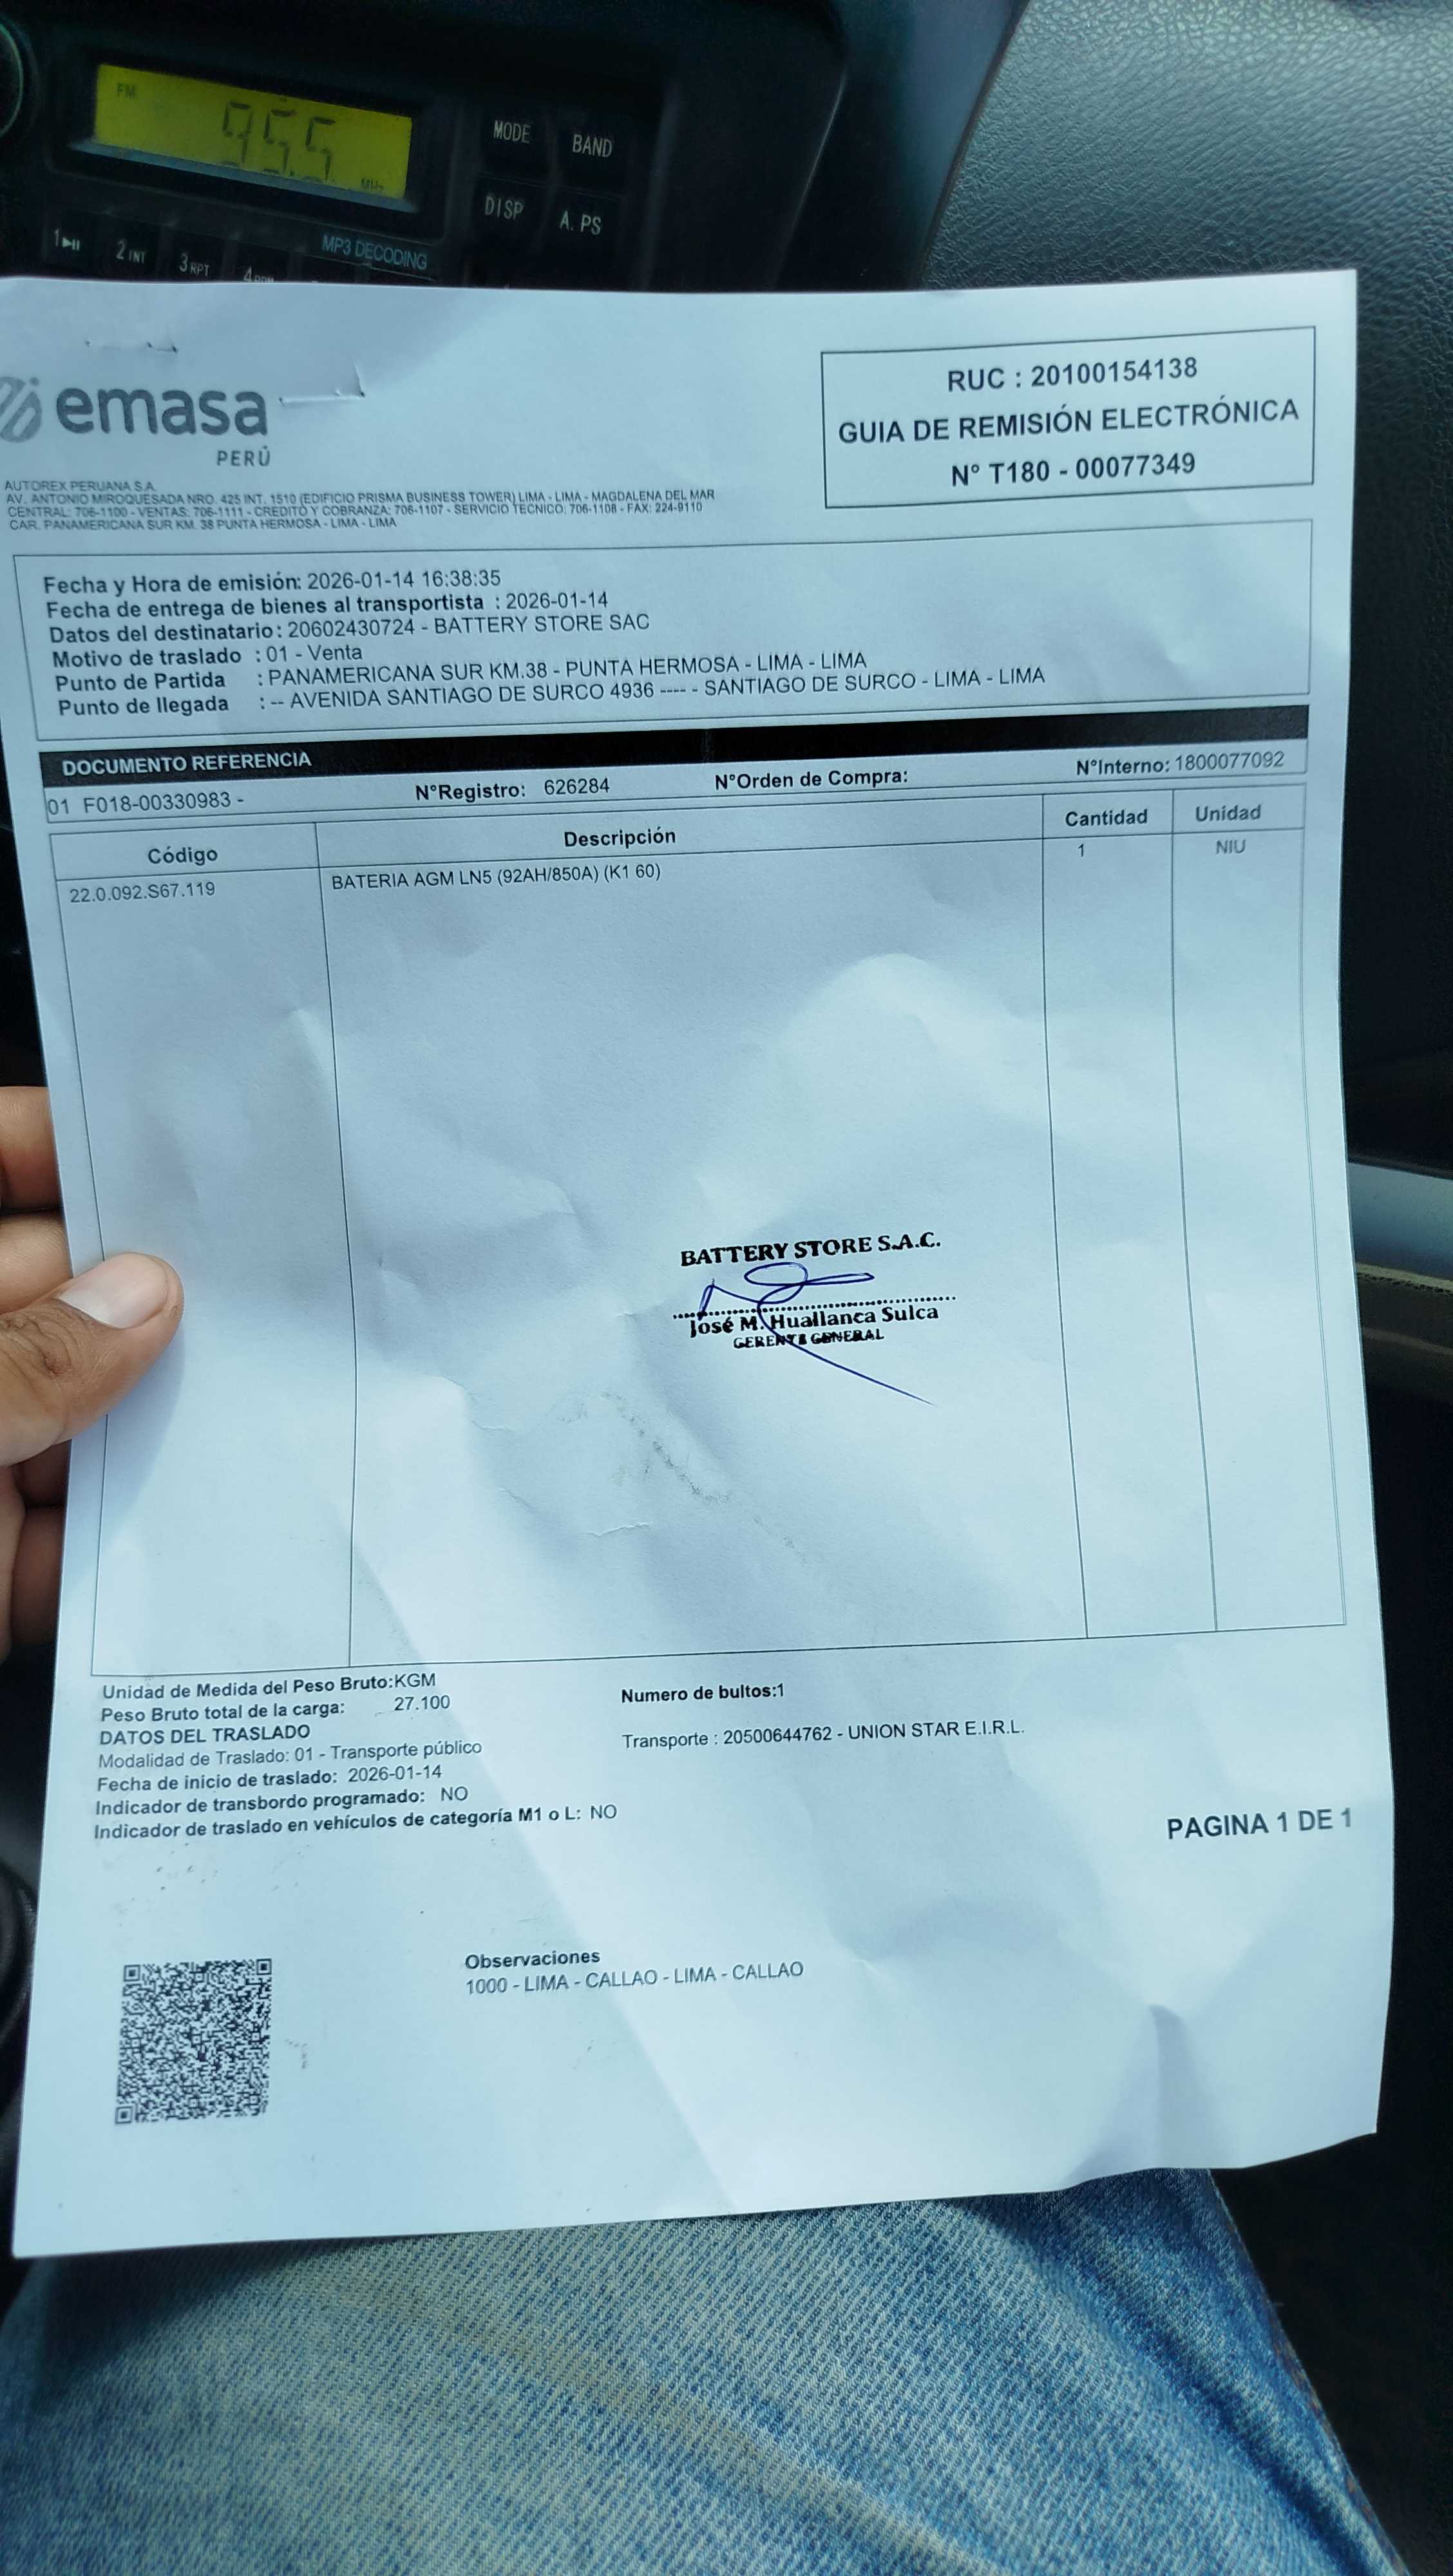 FM
95.5
MHz
MODE
BAND
DISP
A.PS
MP3 DECODING
1
2 INT
3 RPT
4
emasa
PERÚ
RUC : 20100154138
GUIA DE REMISIÓN ELECTRÓNICA
N° T180 - 00077349
AUTOREX PERUANA S.A.
AV. ANTONIO MIROQUESADA NRO. 425 INT. 1510 (EDIFICIO PRISMA BUSINESS TOWER) LIMA - LIMA - MAGDALENA DEL MAR
CENTRAL: 706-1100 - VENTAS: 706-1111 - CREDITO Y COBRANZA: 706-1107 - SERVICIO TECNICO: 706-1108 - FAX: 224-9110
CAR. PANAMERICANA SUR KM. 38 PUNTA HERMOSA - LIMA - LIMA
Fecha y Hora de emisión: 2026-01-14 16:38:35
Fecha de entrega de bienes al transportista : 2026-01-14
Datos del destinatario: 20602430724 - BATTERY STORE SAC
Motivo de traslado : 01 - Venta
Punto de Partida : PANAMERICANA SUR KM.38 - PUNTA HERMOSA - LIMA - LIMA
Punto de llegada : -- AVENIDA SANTIAGO DE SURCO 4936 ---- - SANTIAGO DE SURCO - LIMA - LIMA
DOCUMENTO REFERENCIA
01 F018-00330983 - N°Registro: 626284 N°Orden de Compra: N°Interno: 1800077092
Código Descripción Cantidad Unidad
22.0.092.S67.119 BATERIA AGM LN5 (92AH/850A) (K1 60) 1 NIU
BATTERY STORE S.A.C.
José M. Huallanca Sulca
GERENTE GENERAL
Unidad de Medida del Peso Bruto:KGM
Peso Bruto total de la carga: 27.100
Numero de bultos:1
DATOS DEL TRASLADO
Modalidad de Traslado: 01 - Transporte público
Transporte : 20500644762 - UNION STAR E.I.R.L.
Fecha de inicio de traslado: 2026-01-14
Indicador de transbordo programado: NO
Indicador de traslado en vehículos de categoría M1 o L: NO
PAGINA 1 DE 1
Observaciones
1000 - LIMA - CALLAO - LIMA - CALLAO